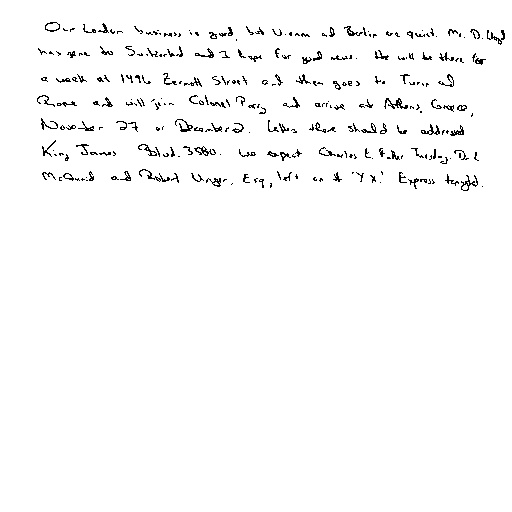 Our London business is good, but Vienna and Berlin are quiet. Mr. D. Lloyd
has gone to Switzerland and I hope for good news. He will be there for
a week at 1496 Zermott Street and then goes to Turin and
Rome and will join Colonel Parry and arrive at Athens, Greece,
November 27 or December 2. Letters there should be addressed
King James Blvd. 3580. We expect Charles E. Fuller Tuesday. Dr. L
McQuaid and Robert Unger, Esq., left on the 'Y.X.' Express tonight.